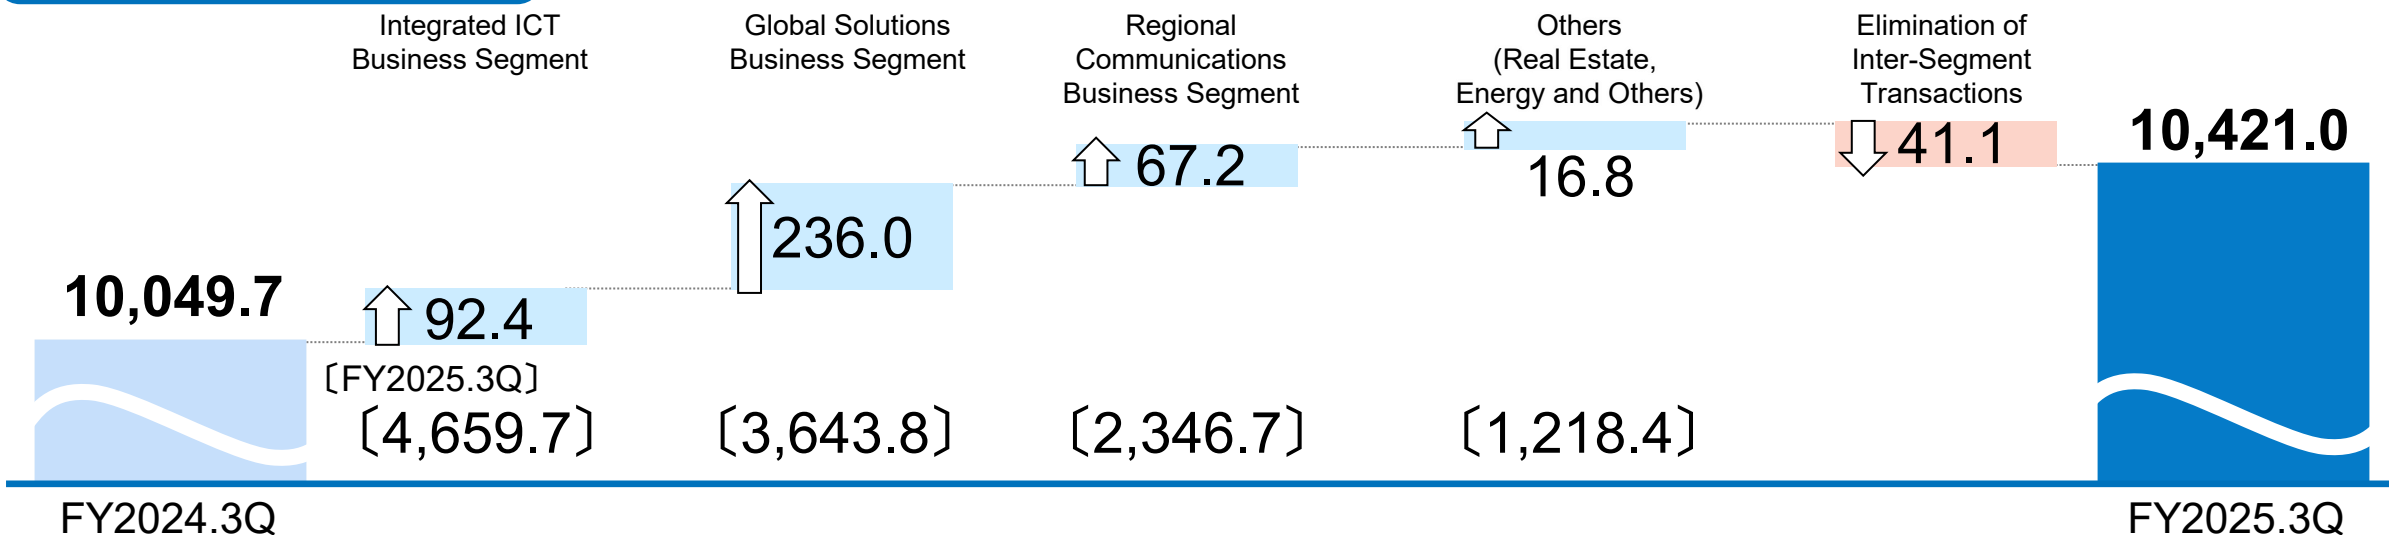 Integrated ICT
Business Segment
Global Solutions
Business Segment
Regional
Communications
Business Segment
Others
(Real Estate,
Energy and Others)
Elimination of
Inter-Segment
Transactions
10,049.7
92.4
236.0
67.2
16.8
41.1
10,421.0
〔FY2025.3Q〕
〔4,659.7〕
〔3,643.8〕
〔2,346.7〕
〔1,218.4〕
FY2024.3Q
FY2025.3Q